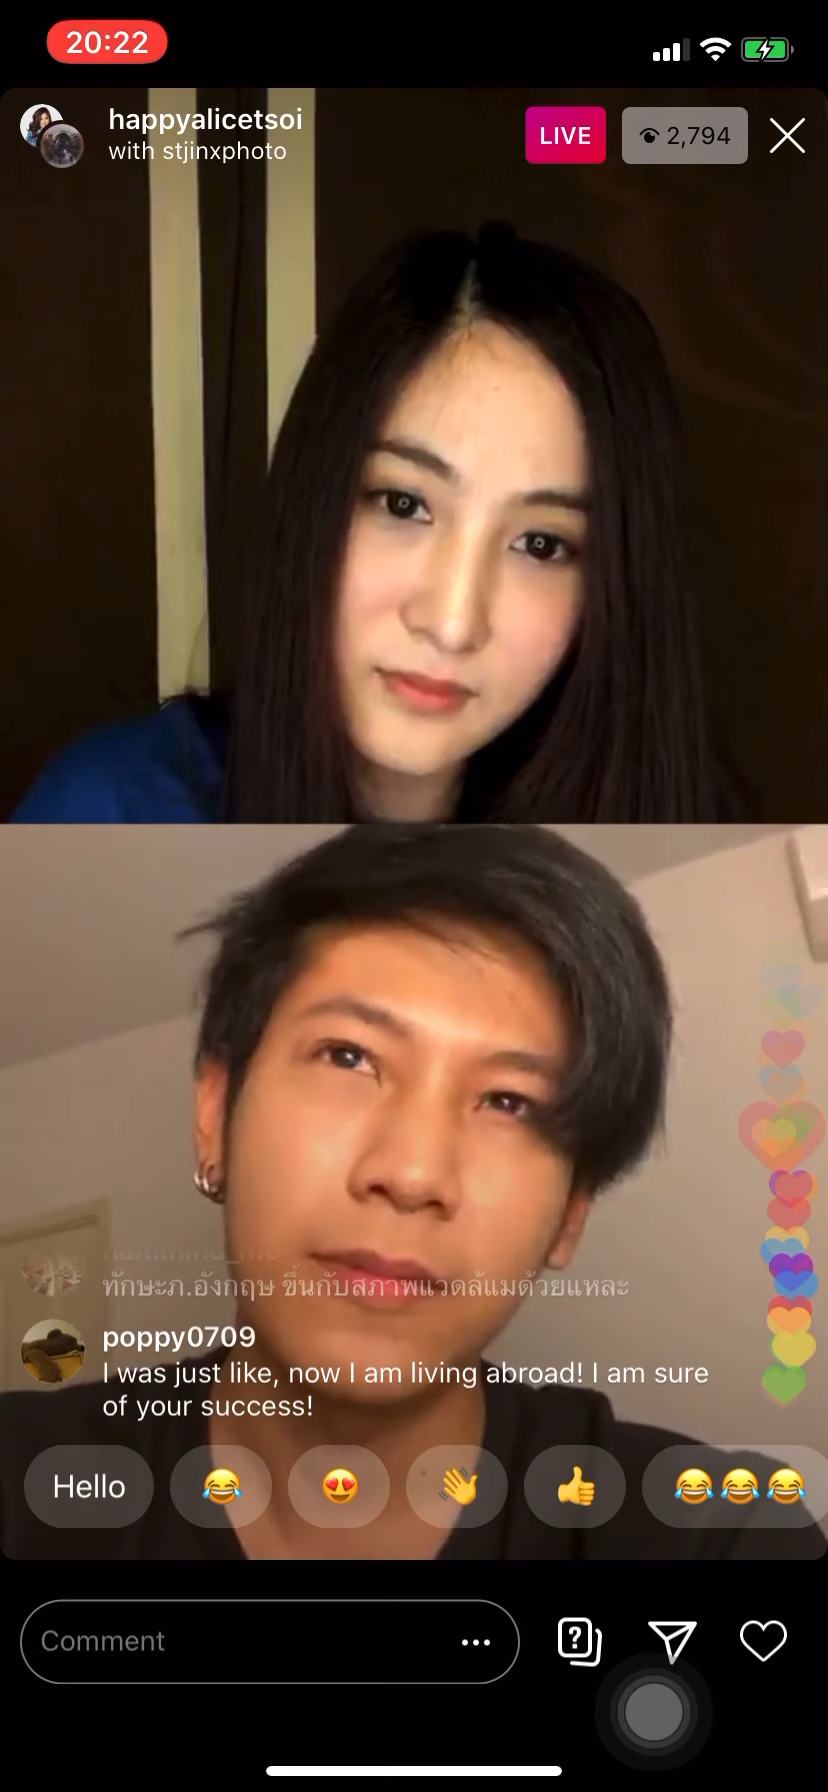 20:22
happyalicetsoi
with stjinxphoto
LIVE
2,794
ทักษะภ.อังกฤษ ขึ้นกับสภาพแวดล้แมด้วยแหละ
poppy0709
I was just like, now I am living abroad! I am sure
of your success!
Hello
Comment